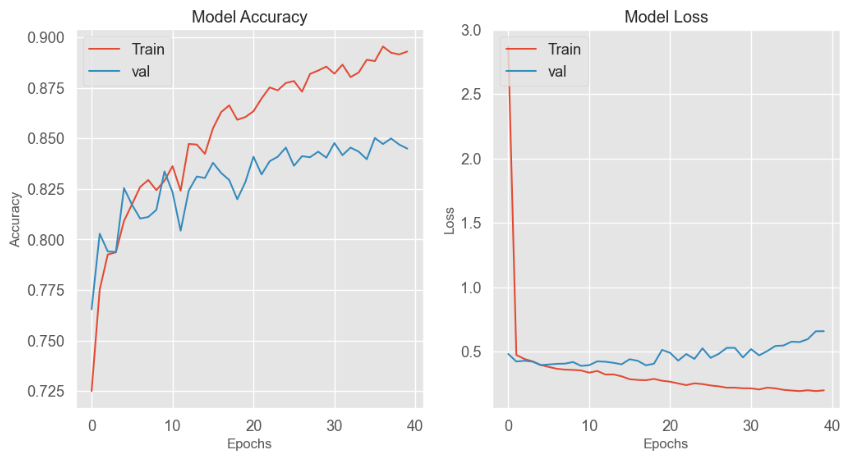 Model Accuracy
Train
val
0.900
0.875
0.850
0.825
0.800
0.775
0.750
0.725
Accuracy
0
10
20
30
40
Epochs
Model Loss
Train
val
3.0
2.5
2.0
1.5
1.0
0.5
Loss
0
10
20
30
40
Epochs